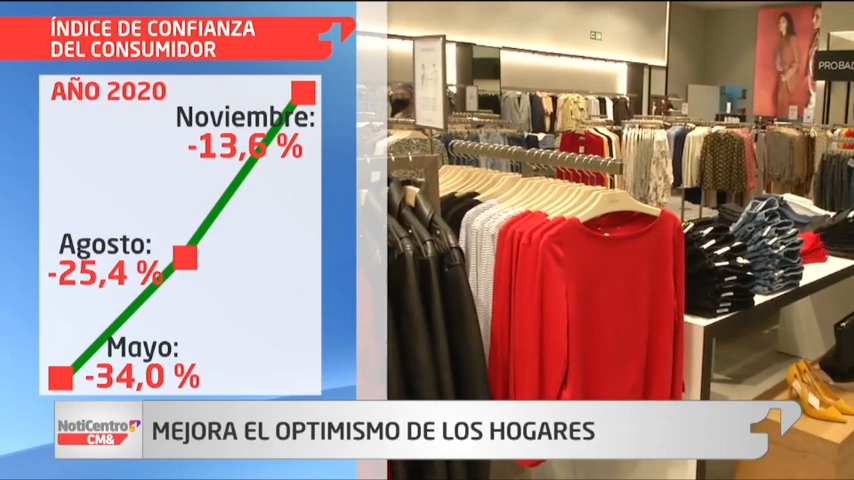 ÍNDICE DE CONFIANZA
DEL CONSUMIDOR
AÑO 2020
Noviembre:
-13,6 %
Agosto:
-25,4 %
Mayo:
-34,0 %
PROBAD
NotiCentro 1
CM&
MEJORA EL OPTIMISMO DE LOS HOGARES